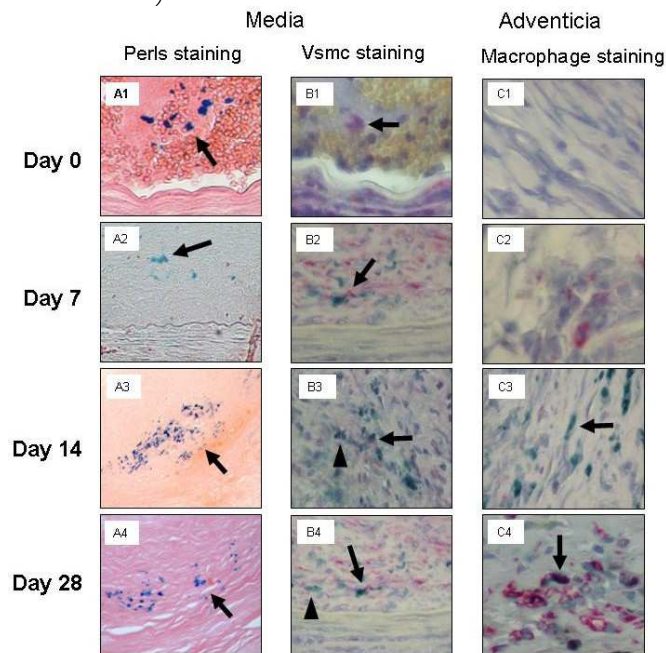 Media Adventicia
Perls staining Vsmc staining Macrophage staining
Day 0 A1 B1 C1
Day 7 A2 B2 C2
Day 14 A3 B3 C3
Day 28 A4 B4 C4